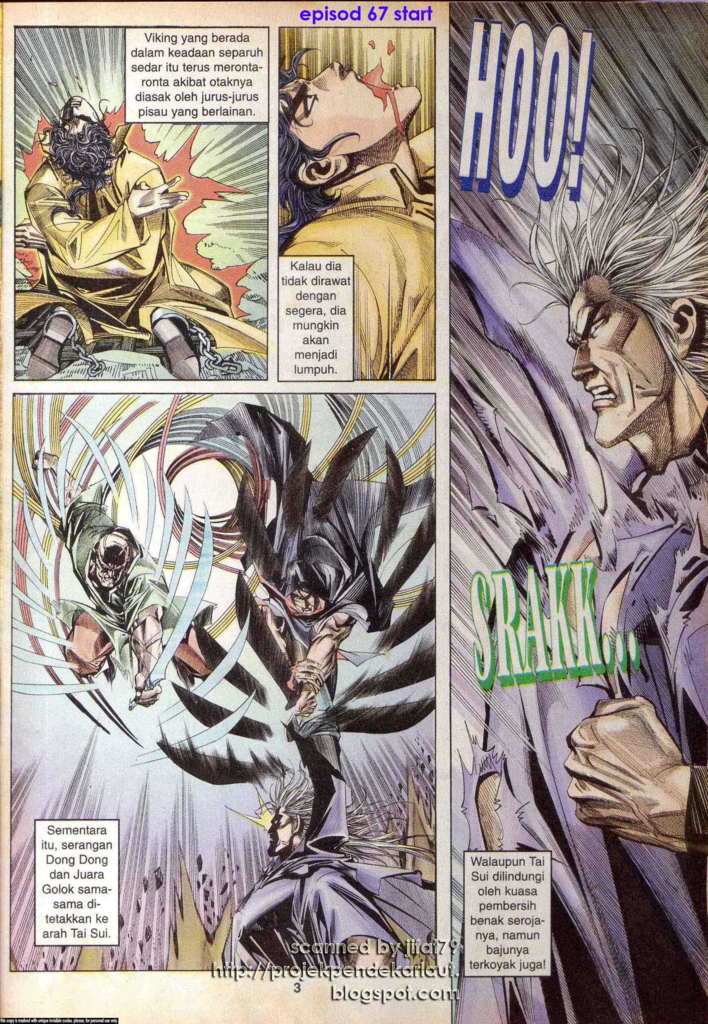 episod 67 start
Viking yang berada
dalam keadaan separuh
sedar itu terus meronta-
ronta akibat otaknya
diasak oleh jurus-jurus
pisau yang berlainan.
Kalau dia
tidak dirawat
dengan
segera, dia
mungkin
akan
menjadi
lumpuh.
HOO!
Sementara
itu, serangan
Dong Dong
dan Juara
Golok sama-
sama di-
tetakkan ke
arah Tai Sui.
SRAKK...
Walaupun Tai
Sui dilindungi
oleh kuasa
pembersih
benak seroja-
nya, namun
bajunya
terkoyak juga!
scanned by jirai79
http://projekpendekarlaut.
blogspot.com
3